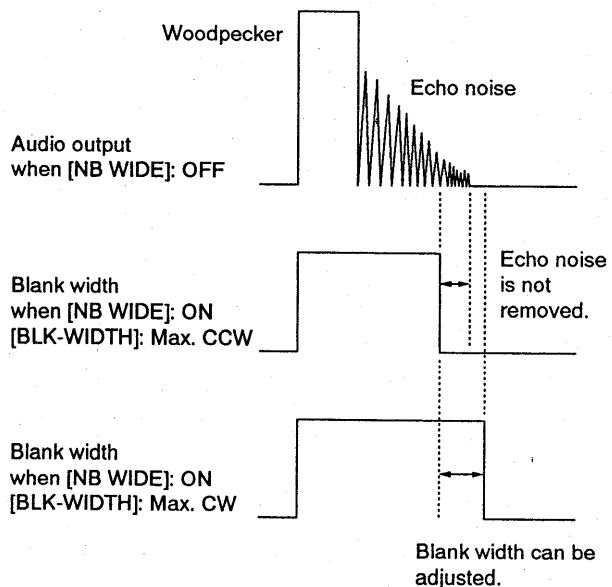 Woodpecker
Echo noise
Audio output
when [NB WIDE]: OFF
Echo noise
is not
removed.
Blank width
when [NB WIDE]: ON
[BLK-WIDTH]: Max. CCW
Blank width
when [NB WIDE]: ON
[BLK-WIDTH]: Max. CW
Blank width can be
adjusted.